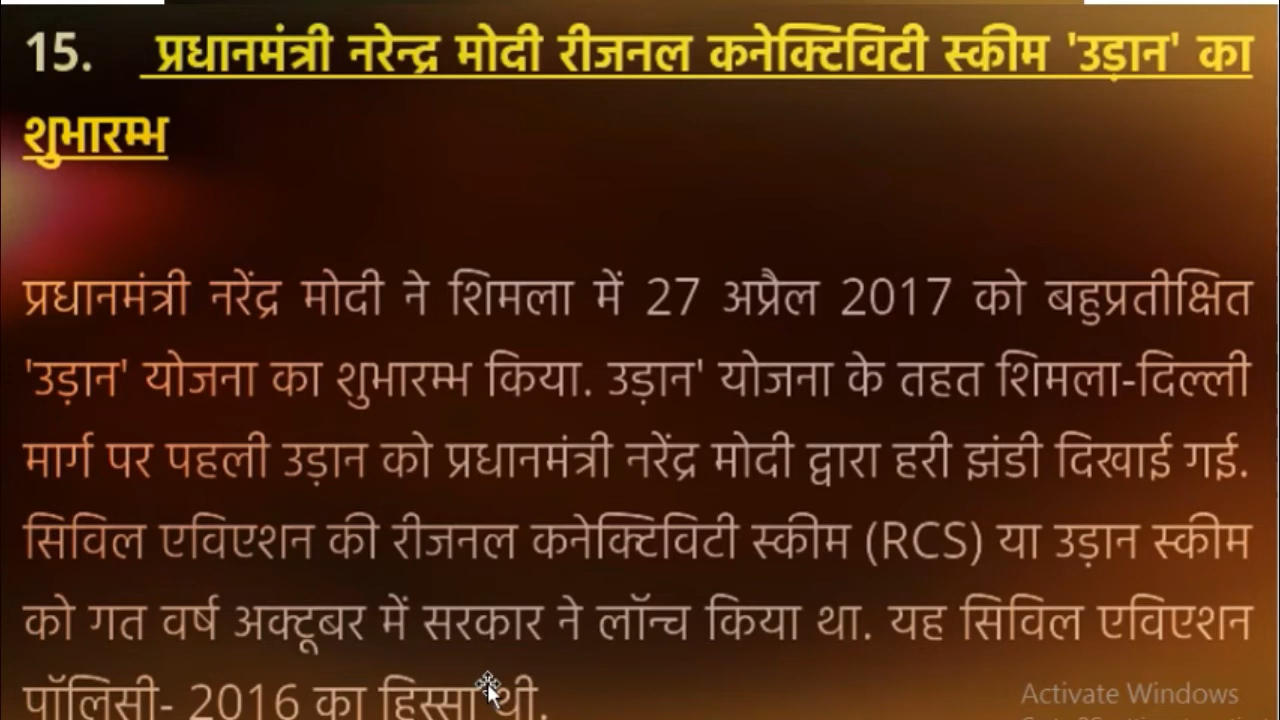 15. प्रधानमंत्री नरेन्द्र मोदी रीजनल कनेक्टिविटी स्कीम 'उड़ान' का
शुभारम्भ
प्रधानमंत्री नरेंद्र मोदी ने शिमला में 27 अप्रैल 2017 को बहुप्रतीक्षित
'उड़ान' योजना का शुभारम्भ किया. उड़ान' योजना के तहत शिमला-दिल्ली
मार्ग पर पहली उड़ान को प्रधानमंत्री नरेंद्र मोदी द्वारा हरी झंडी दिखाई गई.
सिविल एविएशन की रीजनल कनेक्टिविटी स्कीम (RCS) या उड़ान स्कीम
को गत वर्ष अक्टूबर में सरकार ने लॉन्च किया था. यह सिविल एविएशन
पॉलिसी- 2016 का हिस्सा थी.
Activate Windows